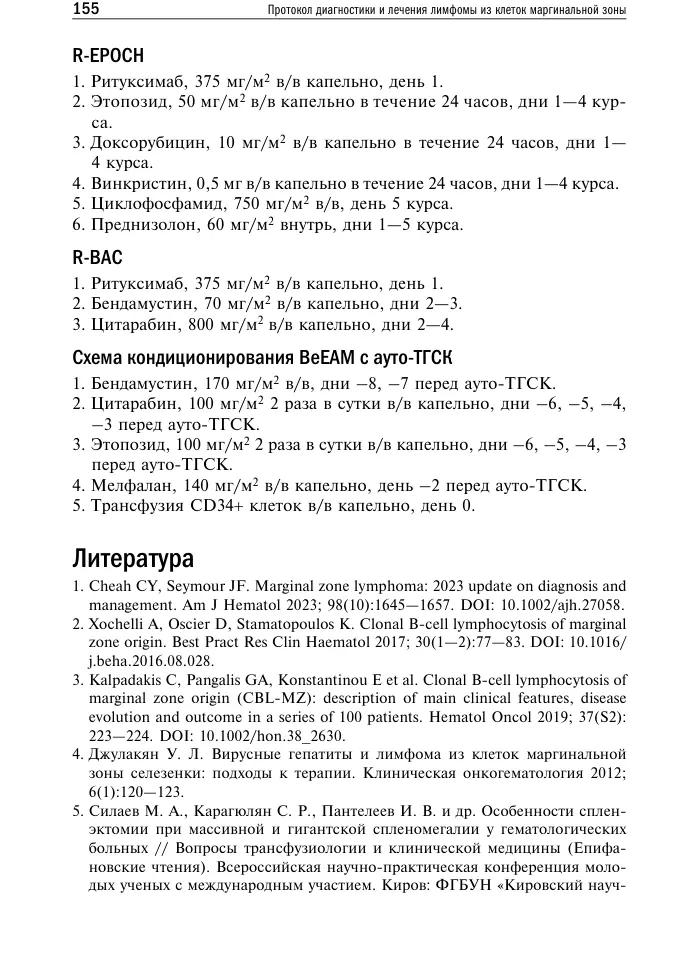 155 Протокол диагностики и лечения лимфомы из клеток маргинальной зоны
R-EPOCH
1. Ритуксимаб, 375 мг/м² в/в капельно, день 1.
2. Этопозид, 50 мг/м² в/в капельно в течение 24 часов, дни 1—4 кур-
са.
3. Доксорубицин, 10 мг/м² в/в капельно в течение 24 часов, дни 1—
4 курса.
4. Винкристин, 0,5 мг в/в капельно в течение 24 часов, дни 1—4 курса.
5. Циклофосфамид, 750 мг/м² в/в, день 5 курса.
6. Преднизолон, 60 мг/м² внутрь, дни 1—5 курса.
R-BAC
1. Ритуксимаб, 375 мг/м² в/в капельно, день 1.
2. Бендамустин, 70 мг/м² в/в капельно, дни 2—3.
3. Цитарабин, 800 мг/м² в/в капельно, дни 2—4.
Схема кондиционирования BeEAM с ауто-ТГСК
1. Бендамустин, 170 мг/м² в/в, дни −8, −7 перед ауто-ТГСК.
2. Цитарабин, 100 мг/м² 2 раза в сутки в/в капельно, дни −6, −5, −4,
−3 перед ауто-ТГСК.
3. Этопозид, 100 мг/м² 2 раза в сутки в/в капельно, дни −6, −5, −4, −3
перед ауто-ТГСК.
4. Мелфалан, 140 мг/м² в/в капельно, день −2 перед ауто-ТГСК.
5. Трансфузия CD34+ клеток в/в капельно, день 0.
Литература
1. Cheah CY, Seymour JF. Marginal zone lymphoma: 2023 update on diagnosis and
management. Am J Hematol 2023; 98(10):1645—1657. DOI: 10.1002/ajh.27058.
2. Xochelli A, Oscier D, Stamatopoulos K. Clonal B-cell lymphocytosis of marginal
zone origin. Best Pract Res Clin Haematol 2017; 30(1—2):77—83. DOI: 10.1016/
j.beha.2016.08.028.
3. Kalpadakis C, Pangalis GA, Konstantinou E et al. Clonal B-cell lymphocytosis of
marginal zone origin (CBL-MZ): description of main clinical features, disease
evolution and outcome in a series of 100 patients. Hematol Oncol 2019; 37(S2):
223—224. DOI: 10.1002/hon.38_2630.
4. Джулакян У. Л. Вирусные гепатиты и лимфома из клеток маргинальной
зоны селезенки: подходы к терапии. Клиническая онкогематология 2012;
6(1):120—123.
5. Силаев М. А., Карагюлян С. Р., Пантелеев И. В. и др. Особенности сплен-
эктомии при массивной и гигантской спленомегалии у гематологических
больных // Вопросы трансфузиологии и клинической медицины (Епифа-
новские чтения). Всероссийская научно-практическая конференция моло-
дых ученых с международным участием. Киров: ФГБУН «Кировский науч-